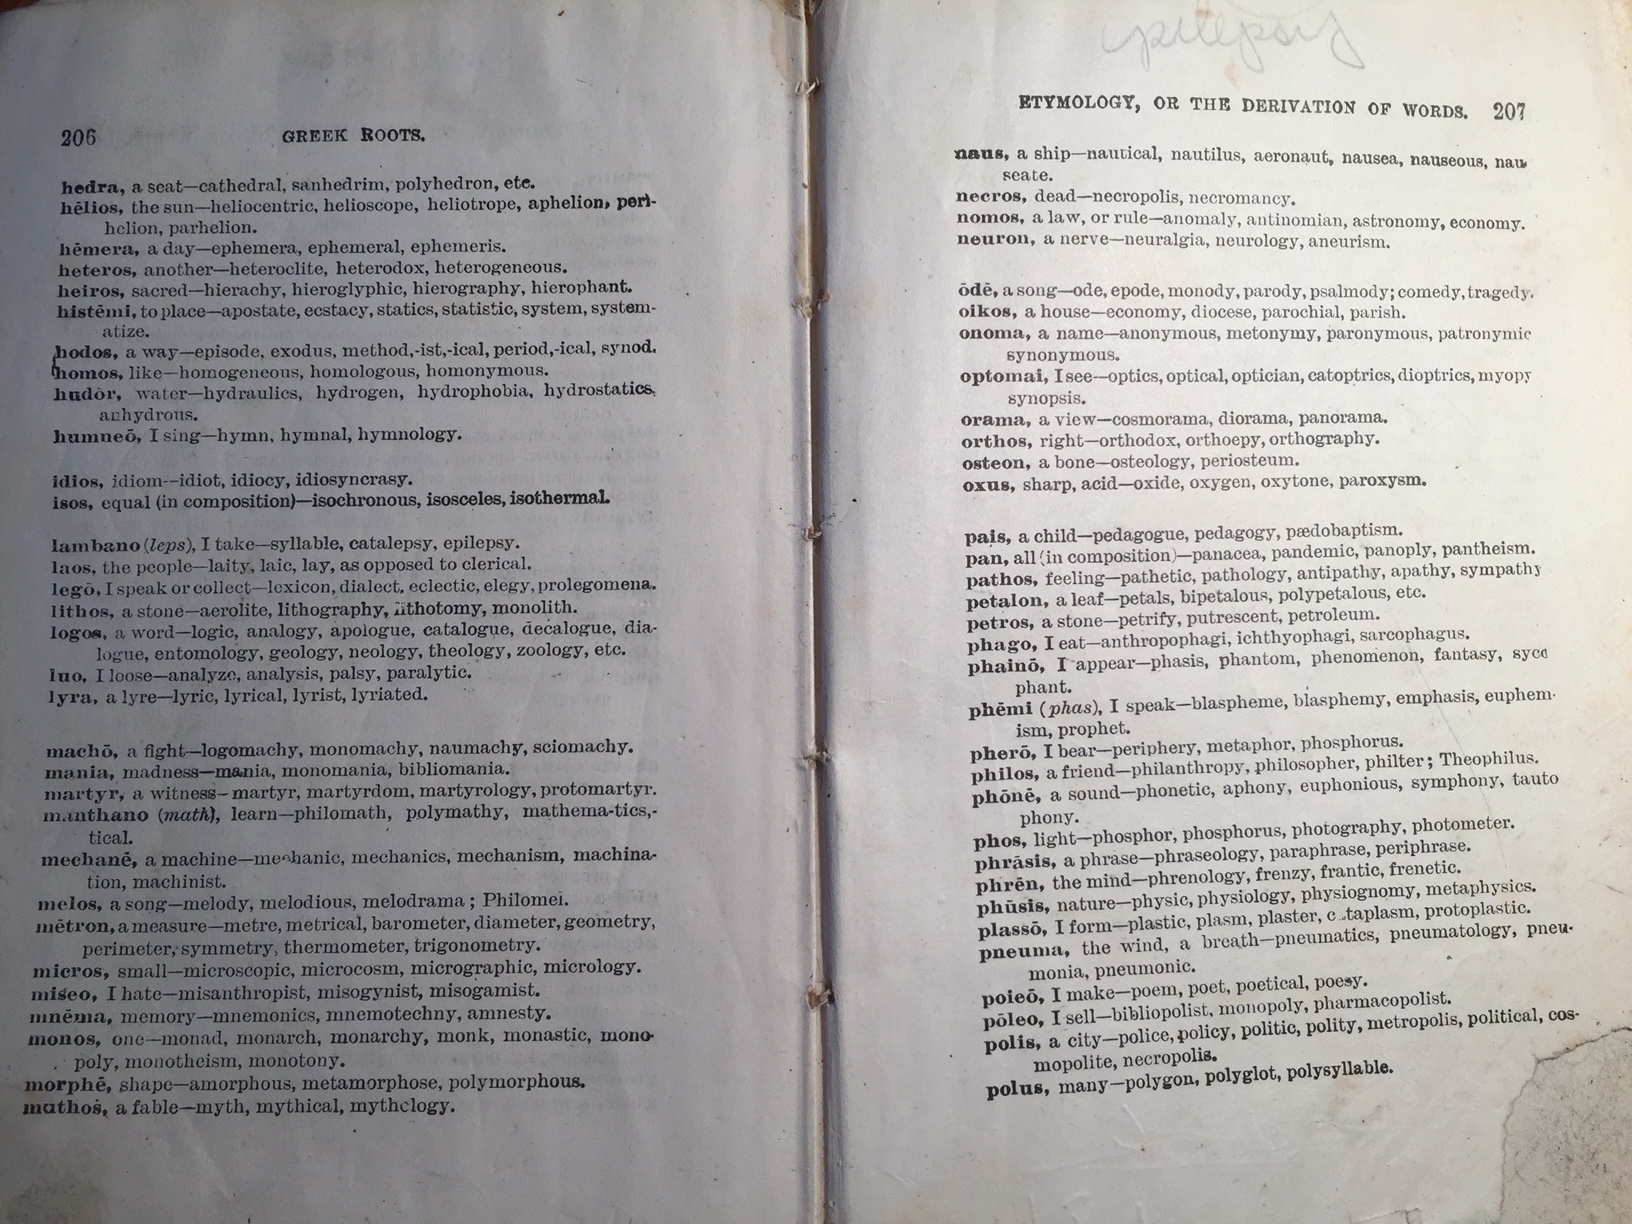 206 GREEK ROOTS.
hedra, a seat—cathedral, sanhedrim, polyhedron, etc.
hēlios, the sun—heliocentric, helioscope, heliotrope, aphelion, peri-
helion, parhelion.
hēmera, a day—ephemera, ephemeral, ephemeris.
heteros, another—heteroclite, heterodox, heterogeneous.
heiros, sacred—hierachy, hieroglyphic, hierography, hierophant.
histēmi, to place—apostate, ecstacy, statics, statistic, system, system-
atize.
hodos, a way—episode, exodus, method,-ist,-ical, period,-ical, synod.
homos, like—homogeneous, homologous, homonymous.
hudōr, water—hydraulics, hydrogen, hydrophobia, hydrostatics,
anhydrous.
humneō, I sing—hymn, hymnal, hymnology.
idios, idiom--idiot, idiocy, idiosyncrasy.
isos, equal (in composition)—isochronous, isosceles, isothermal.
lambano (leps), I take—syllable, catalepsy, epilepsy.
laos, the people—laity, laic, lay, as opposed to clerical.
legō, I speak or collect—lexicon, dialect, eclectic, elegy, prolegomena.
lithos, a stone—aerolite, lithography, lithotomy, monolith.
logos, a word—logic, analogy, apologue, catalogue, decalogue, dia-
logue, entomology, geology, neology, theology, zoology, etc.
luo, I loose—analyze, analysis, palsy, paralytic.
lyra, a lyre—lyric, lyrical, lyrist, lyriated.
machō, a fight—logomachy, monomachy, naumachy, sciomachy.
mania, madness—mania, monomania, bibliomania.
martyr, a witness—martyr, martyrdom, martyrology, protomartyr.
manthano (math), learn—philomath, polymathy, mathema-tics,-
tical.
mechanē, a machine—mechanic, mechanics, mechanism, machina-
tion, machinist.
melos, a song—melody, melodious, melodrama; Philomel.
mētron, a measure—metre, metrical, barometer, diameter, geometry,
perimeter, symmetry, thermometer, trigonometry.
micros, small—microscopic, microcosm, micrographic, micrology.
miseo, I hate—misanthropist, misogynist, misogamist.
mnēma, memory—mnemonics, mnemotechny, amnesty.
monos, one—monad, monarch, monarchy, monk, monastic, mono-
poly, monotheism, monotony.
morphē, shape—amorphous, metamorphose, polymorphous.
mathos, a fable—myth, mythical, mythology.
epilepsy
ETYMOLOGY, OR THE DERIVATION OF WORDS. 207
naus, a ship—nautical, nautilus, aeronaut, nausea, nauseous, nau
seate.
necros, dead—necropolis, necromancy.
nomos, a law, or rule—anomaly, antinomian, astronomy, economy.
neuron, a nerve—neuralgia, neurology, aneurism.
ōdē, a song—ode, epode, monody, parody, psalmody; comedy, tragedy.
oikos, a house—economy, diocese, parochial, parish.
onoma, a name—anonymous, metonymy, paronymous, patronymic
synonymous.
optomai, I see—optics, optical, optician, catoptrics, dioptrics, myopy
synopsis.
orama, a view—cosmorama, diorama, panorama.
orthos, right—orthodox, orthoepy, orthography.
osteon, a bone—osteology, periosteum.
oxus, sharp, acid—oxide, oxygen, oxytone, paroxysm.
pais, a child—pedagogue, pedagogy, pædobaptism.
pan, all (in composition)—panacea, pandemic, panoply, pantheism.
pathos, feeling—pathetic, pathology, antipathy, apathy, sympathy
petalon, a leaf—petals, bipetalous, polypetalous, etc.
petros, a stone—petrify, putrescent, petroleum.
phago, I eat—anthropophagi, ichthyophagi, sarcophagus.
phainō, I appear—phasis, phantom, phenomenon, fantasy, syco
phant.
phēmi (phas), I speak—blaspheme, blasphemy, emphasis, euphem-
ism, prophet.
pherō, I bear—periphery, metaphor, phosphorus.
philos, a friend—philanthropy, philosopher, philter; Theophilus.
phōnē, a sound—phonetic, aphony, euphonious, symphony, tauto
phony.
phos, light—phosphor, phosphorus, photography, photometer.
phrāsis, a phrase—phraseology, paraphrase, periphrase.
phrēn, the mind—phrenology, frenzy, frantic, frenetic.
phūsis, nature—physic, physiology, physiognomy, metaphysics.
plassō, I form—plastic, plasm, plaster, cataplasm, protoplastic.
pneuma, the wind, a breath—pneumatics, pneumatology, pneu-
monia, pneumonic.
poieō, I make—poem, poet, poetical, poesy.
pōleo, I sell—bibliopolist, monopoly, pharmacopolist.
polis, a city—police, policy, politic, polity, metropolis, political, cos-
mopolite, necropolis.
polus, many—polygon, polyglot, polysyllable.